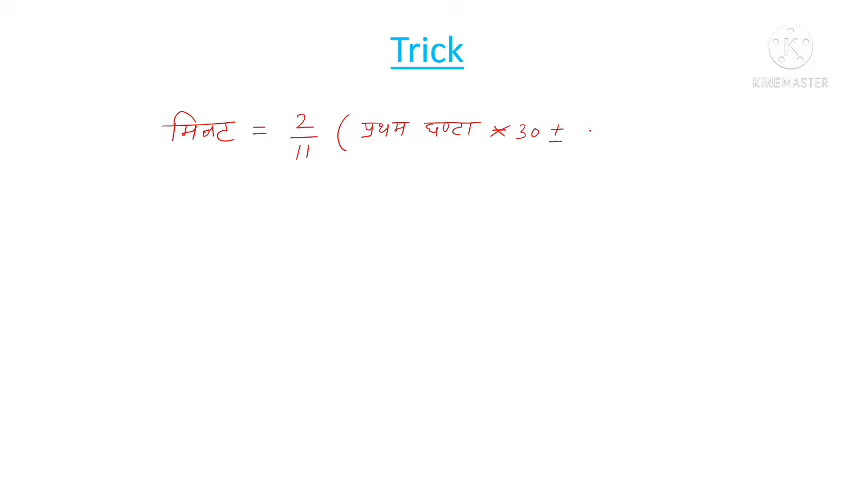 Trick
KINEMASTER
मिनट = 2/11 ( प्रथम घण्टा × 30 ±